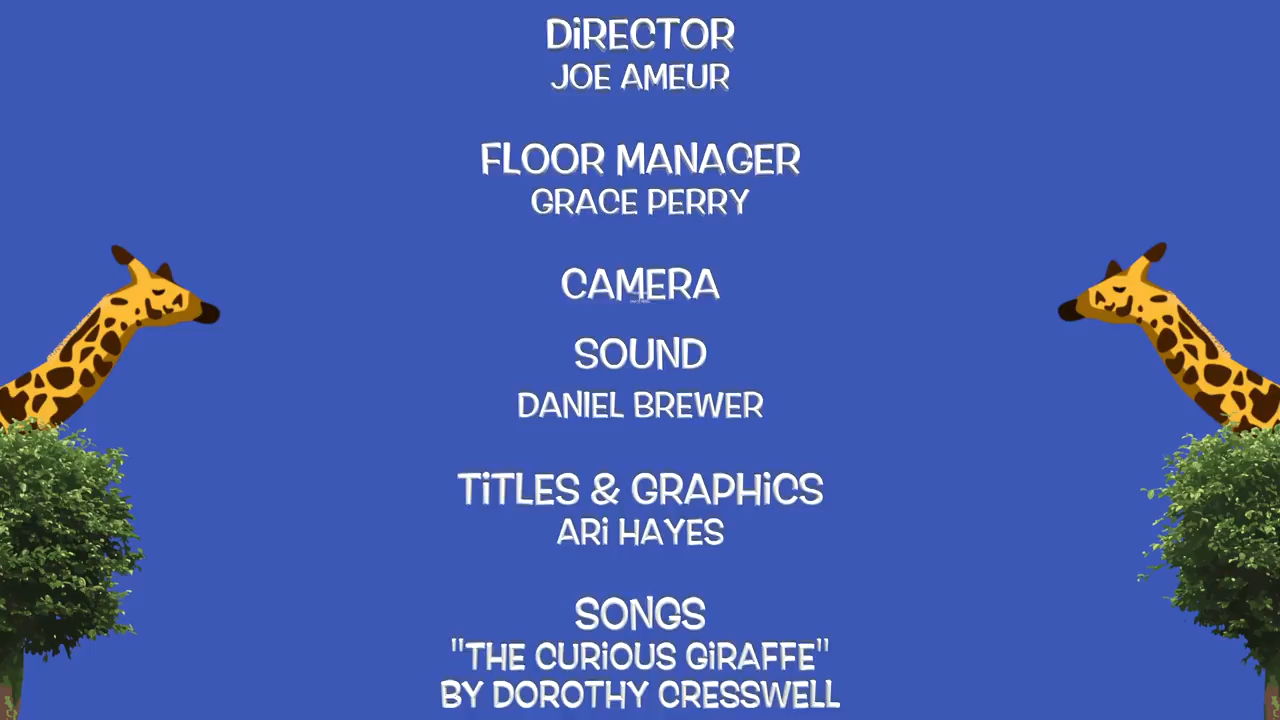 DiRECTOR
JOE AMEUR
FLOOR MANAGER
GRACE PERRY
CAMERA
SOUND
DANIEL BREWER
TiTLES & GRAPHiCS
ARi HAYES
SONGS
"THE CURiOUS GiRAFFE"
BY DOROTHY CRESSWELL